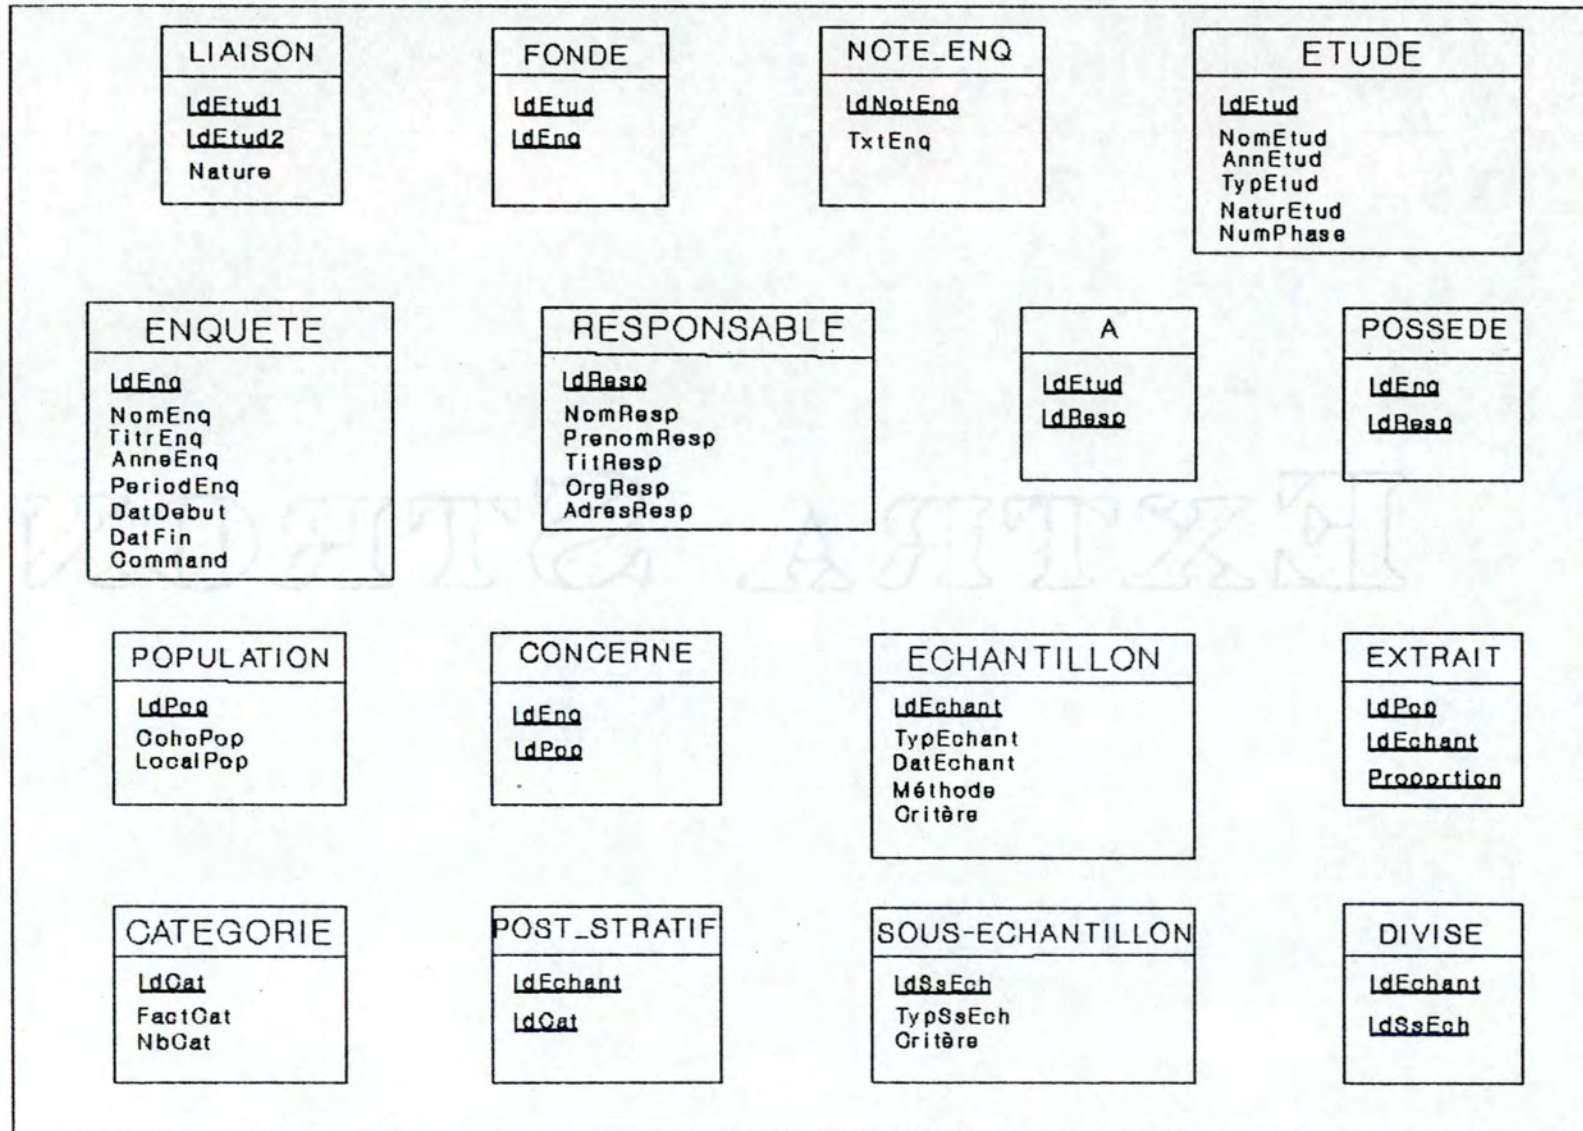 LIAISON
IdEtud1
IdEtud2
Nature
FONDE
IdEtud
IdEnq
NOTE_ENQ
IdNotEnq
TxtEnq
ETUDE
IdEtud
NomEtud
AnnEtud
TypEtud
NaturEtud
NumPhase
ENQUETE
IdEnq
NomEnq
TitrEnq
AnneEnq
PeriodEnq
DatDebut
DatFin
Command
RESPONSABLE
IdResp
NomResp
PrenomResp
TitResp
OrgResp
AdresResp
A
IdEtud
IdResp
POSSEDE
IdEnq
IdResp
POPULATION
IdPop
CohoPop
LocalPop
CONCERNE
IdEnq
IdPop
ECHANTILLON
IdEchant
TypEchant
DatEchant
Méthode
Critère
EXTRAIT
IdPop
IdEchant
Proportion
CATEGORIE
IdCat
FactCat
NbCat
POST_STRATIF
IdEchant
IdCat
SOUS-ECHANTILLON
IdSsEch
TypSsEch
Critère
DIVISE
IdEchant
IdSsEch
EXTRA STRON